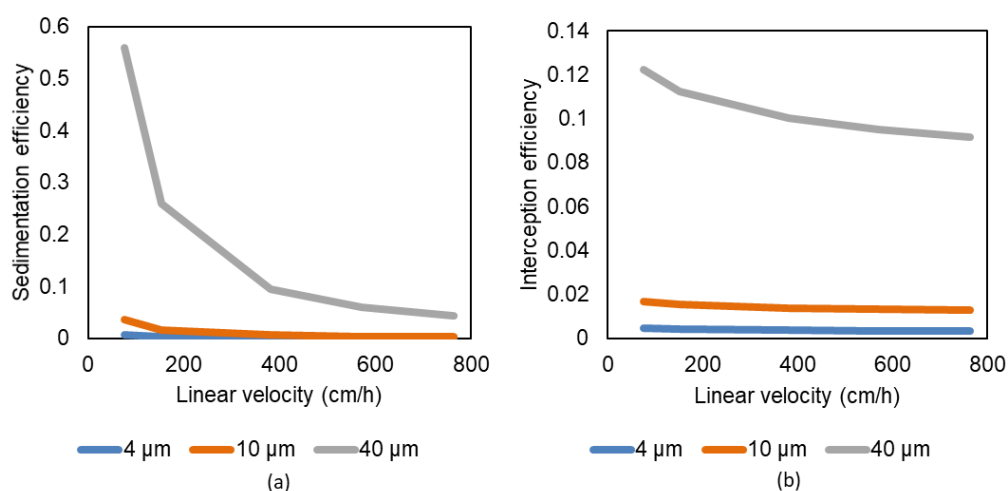 Sedimentation efficiency
0.6
0.5
0.4
0.3
0.2
0.1
0
0 200 400 600 800
Linear velocity (cm/h)
4 µm 10 µm 40 µm
(a)
Interception efficiency
0.14
0.12
0.1
0.08
0.06
0.04
0.02
0
0 200 400 600 800
Linear velocity (cm/h)
4 µm 10 µm 40 µm
(b)